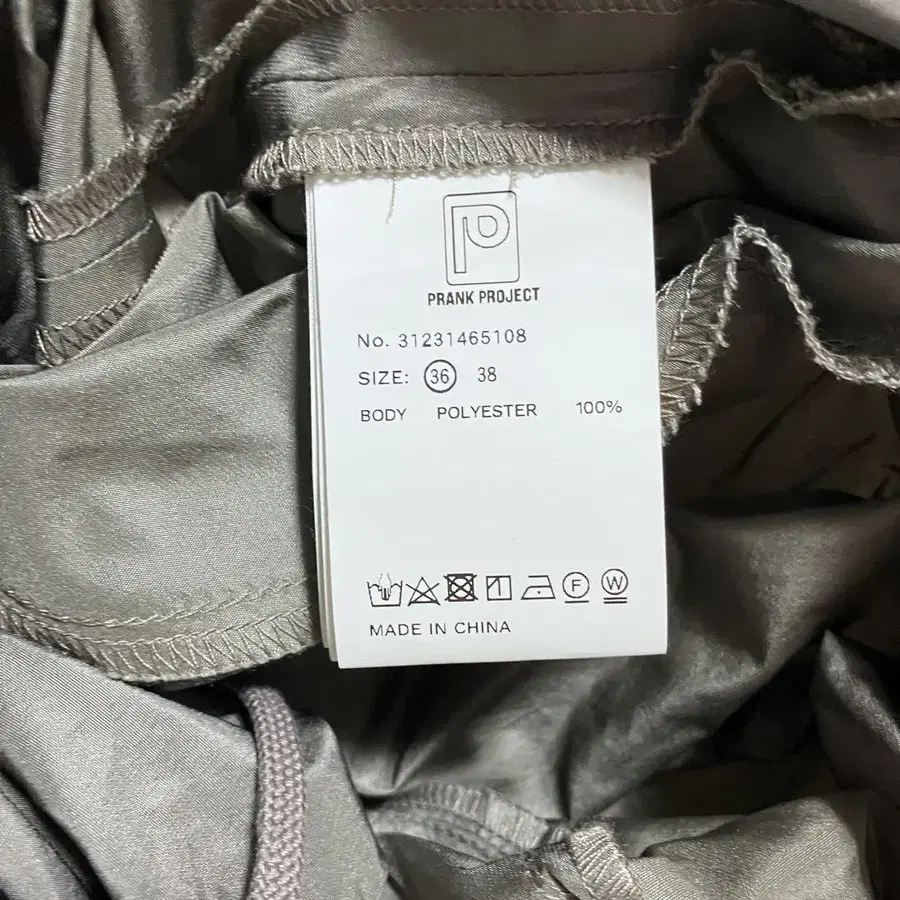 P
PRANK PROJECT
No. 31231465108
SIZE: 36 38
BODY POLYESTER 100%
F W
MADE IN CHINA